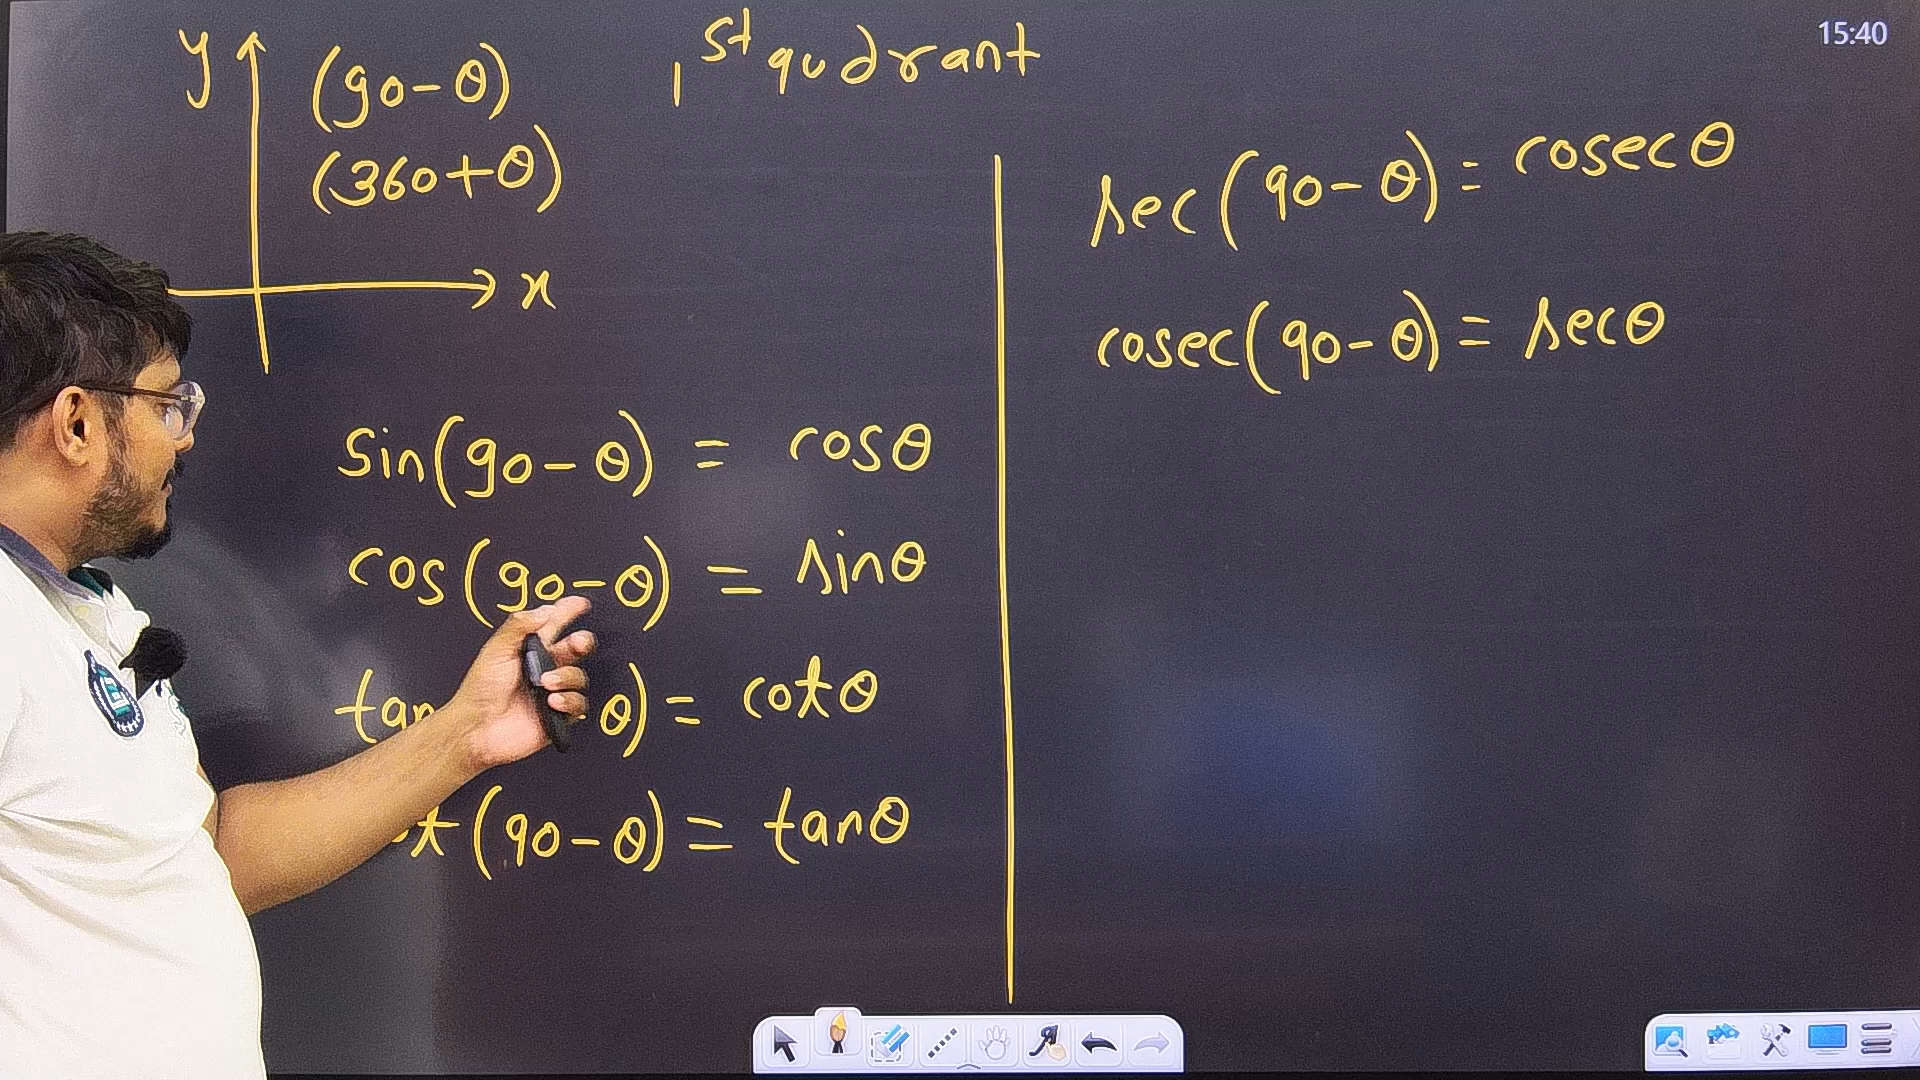 15:40
y
(90-θ)
(360+θ)
x
1st qudrant
sin(90-θ) = cosθ
cos(90-θ) = sinθ
tan θ) = cotθ
t(90-θ) = tanθ
sec(90-θ) = cosecθ
cosec(90-θ) = secθ